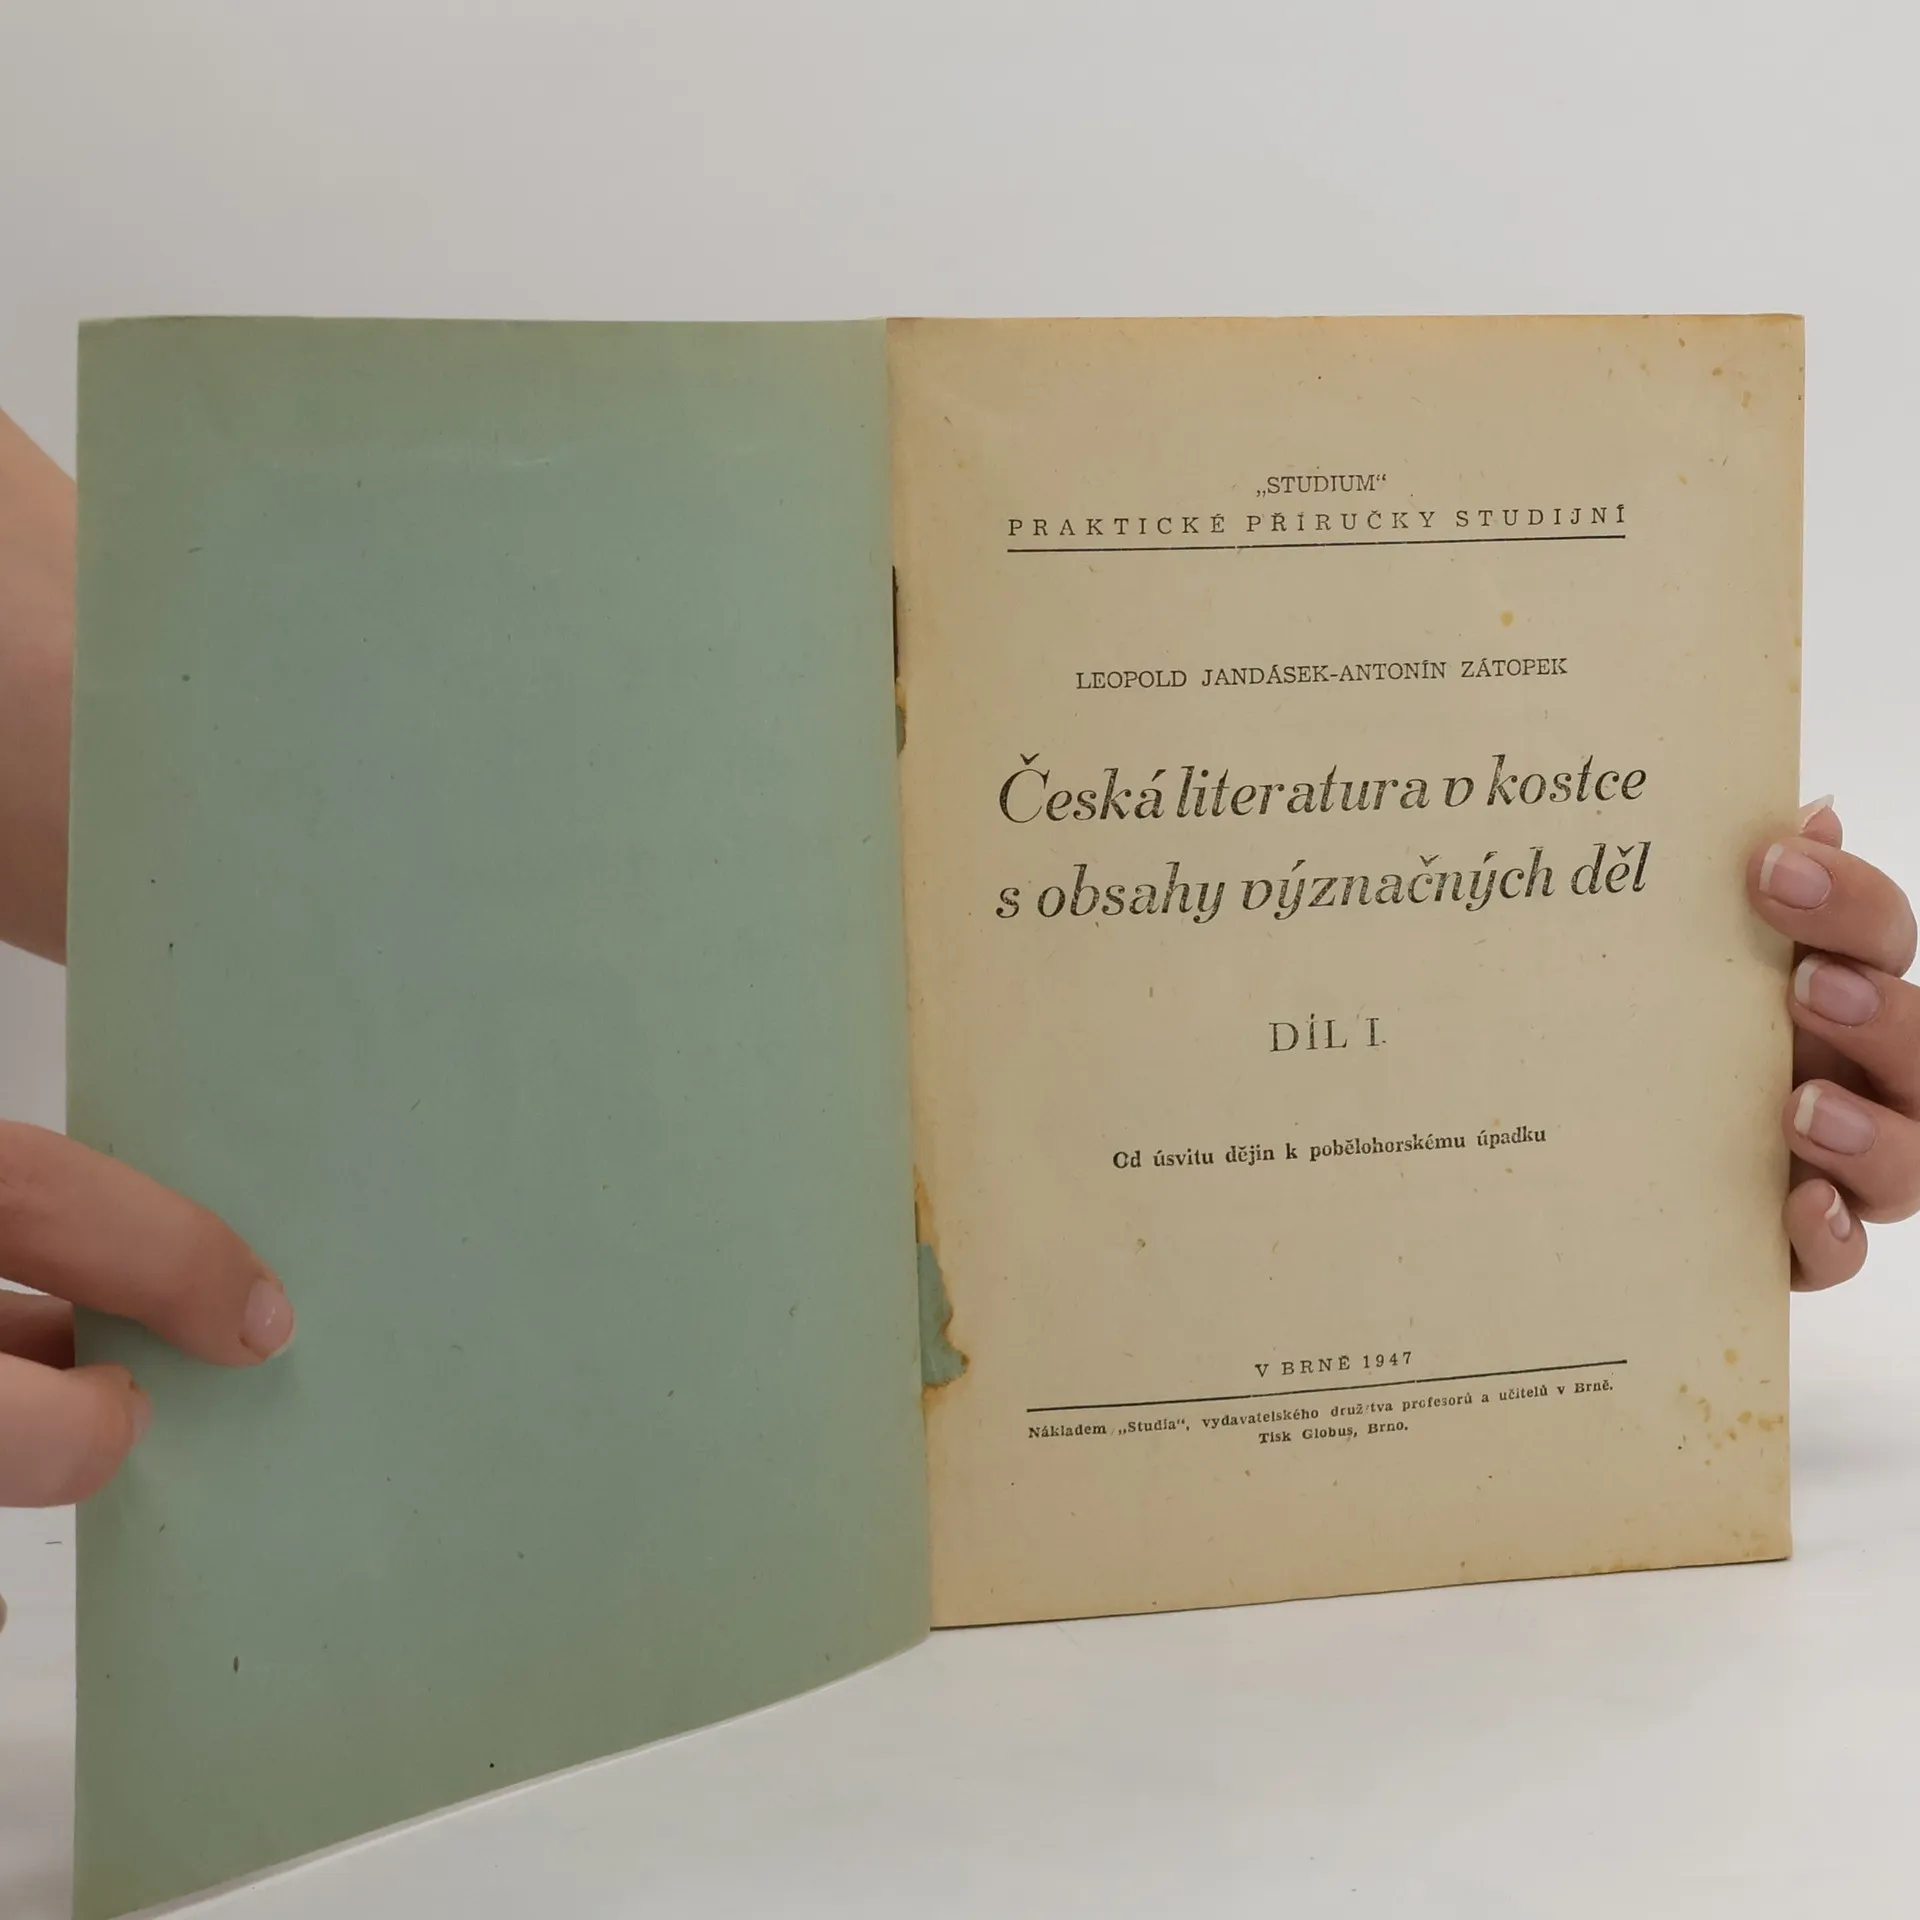 „STUDIUM“
PRAKTICKÉ PŘÍRUČKY STUDIJNÍ
LEOPOLD JANDÁSEK-ANTONÍN ZÁTOPEK
Česká literatura v kostce
s obsahy význačných děl
DÍL I.
Od úsvitu dějin k pobělohorskému úpadku
V BRNĚ 1947
Nákladem „Studia“, vydavatelského družstva profesorů a učitelů v Brně.
Tisk Globus, Brno.